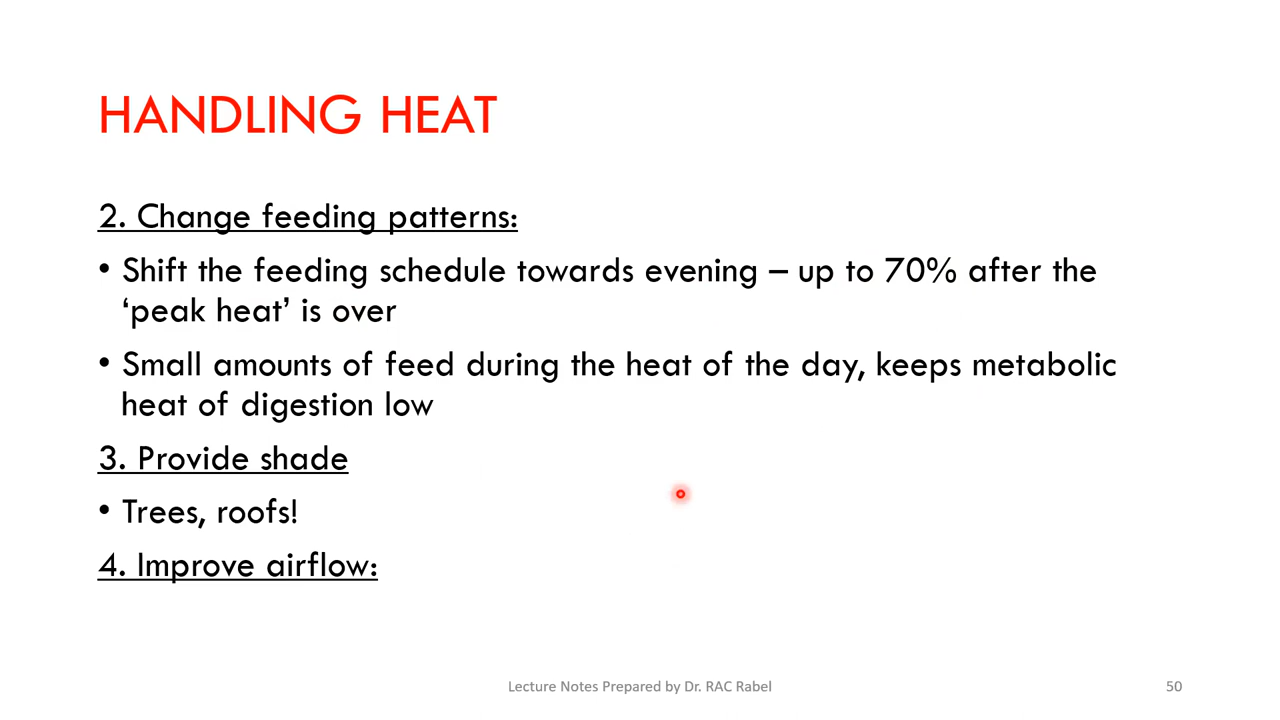 HANDLING HEAT
2. Change feeding patterns:
• Shift the feeding schedule towards evening – up to 70% after the
‘peak heat’ is over
• Small amounts of feed during the heat of the day, keeps metabolic
heat of digestion low
3. Provide shade
• Trees, roofs!
4. Improve airflow:
Lecture Notes Prepared by Dr. RAC Rabel
50